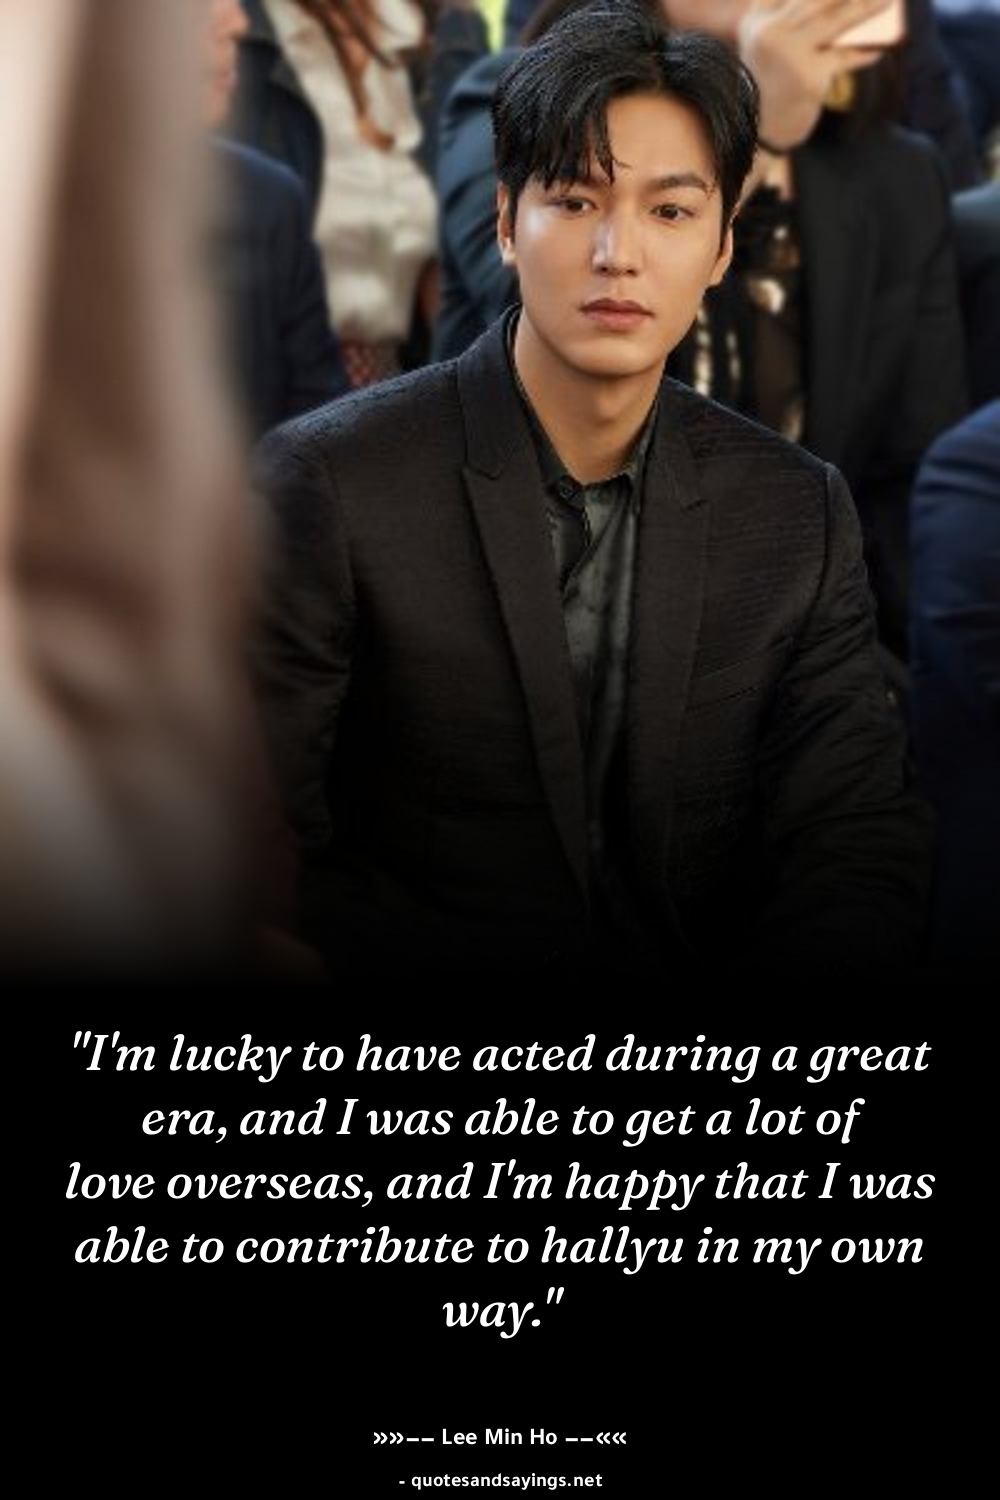 "I'm lucky to have acted during a great
era, and I was able to get a lot of
love overseas, and I'm happy that I was
able to contribute to hallyu in my own
way."
»»–– Lee Min Ho ––««
- quotesandsayings.net